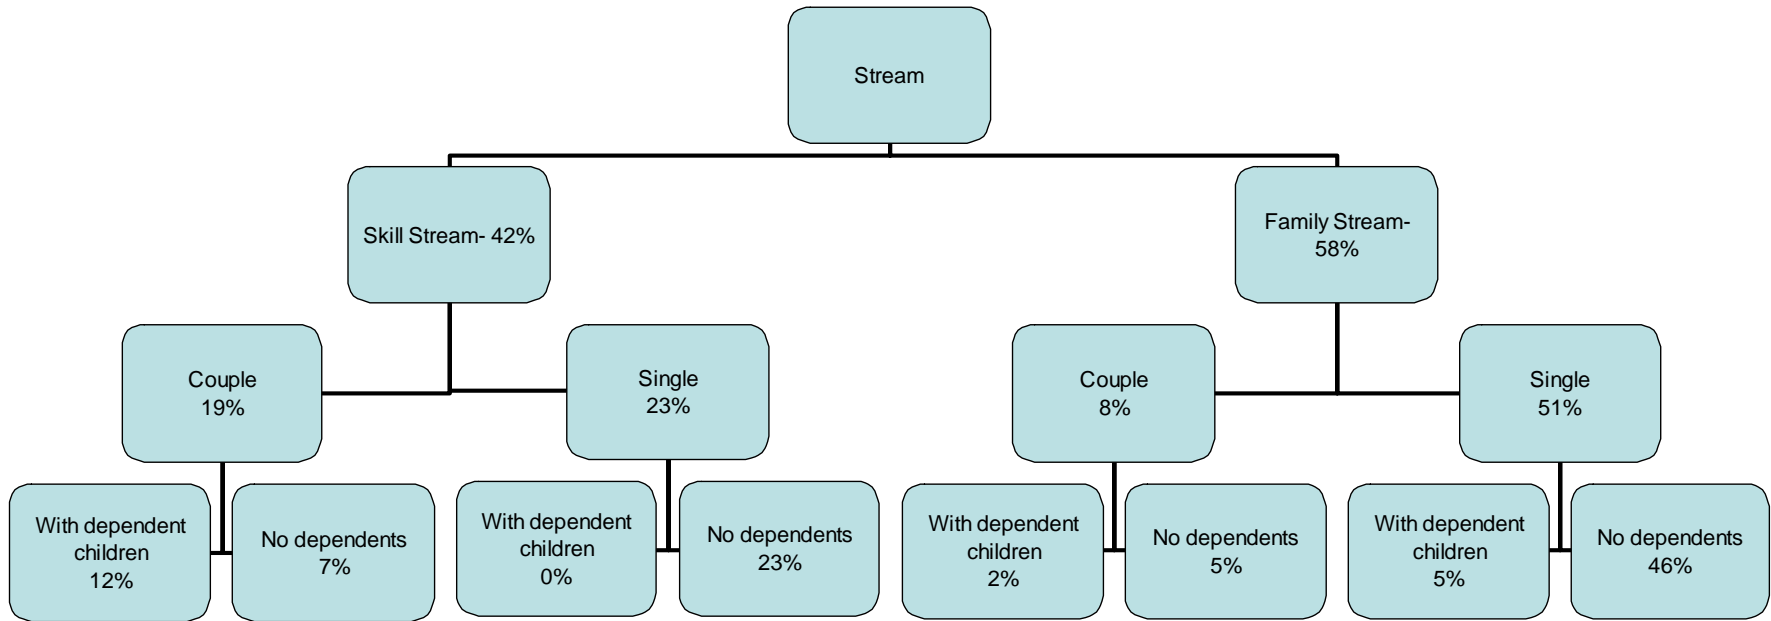 Stream
Skill Stream- 42%
Family Stream-
58%
Couple
19%
Single
23%
Couple
8%
Single
51%
With dependent
children
12%
No dependents
7%
With dependent
children
0%
No dependents
23%
With dependent
children
2%
No dependents
5%
With dependent
children
5%
No dependents
46%